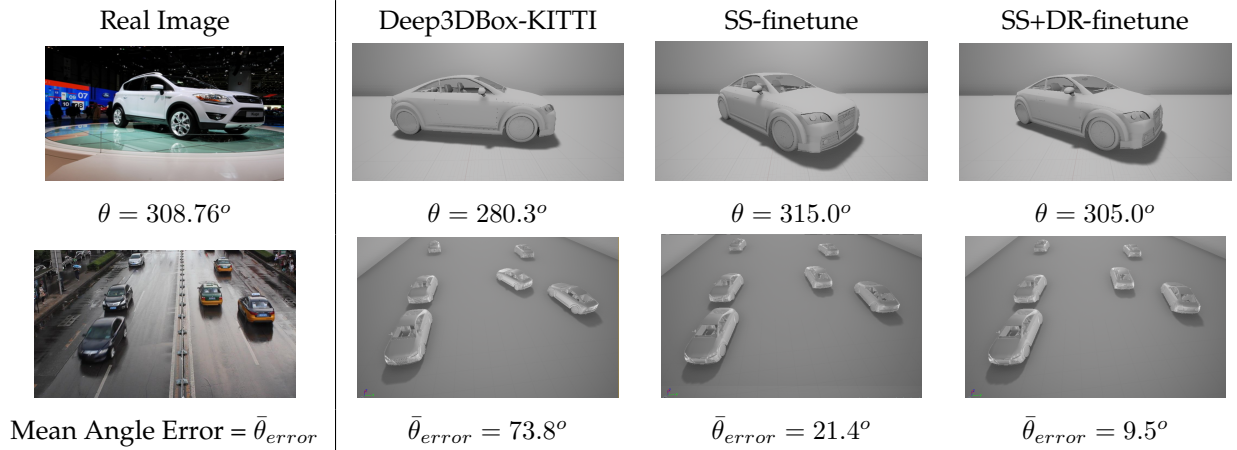 Real Image Deep3DBox-KITTI SS-finetune SS+DR-finetune
θ = 308.76° θ = 280.3° θ = 315.0° θ = 305.0°
Mean Angle Error = θ̄_error θ̄_error = 73.8° θ̄_error = 21.4° θ̄_error = 9.5°